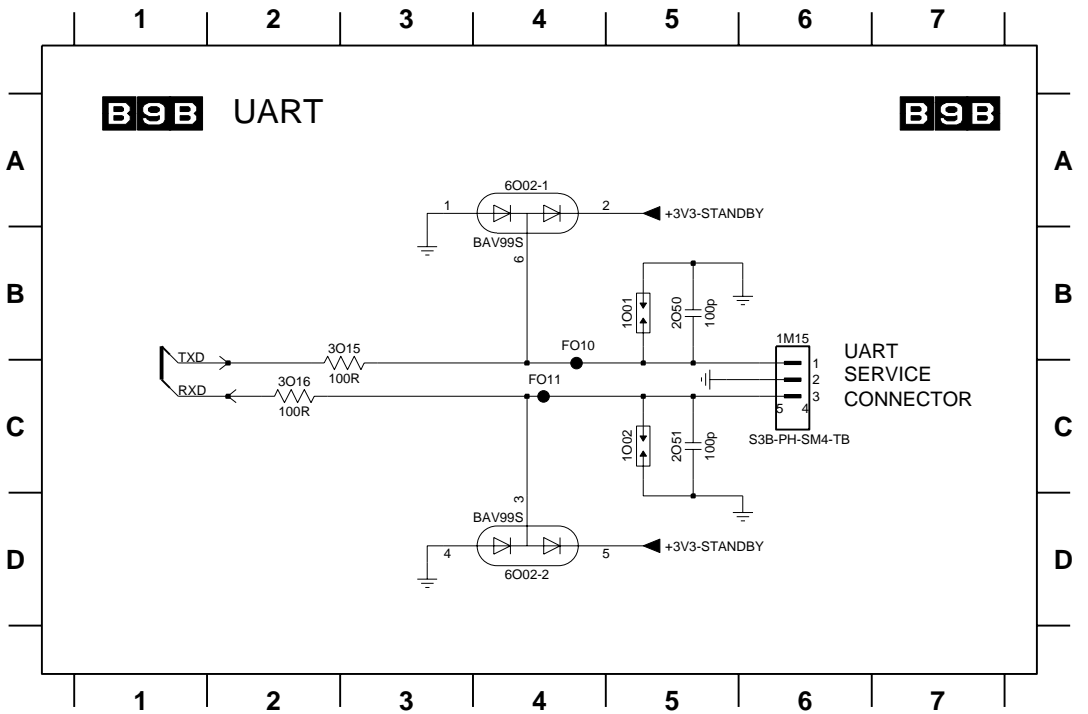 1 2 3 4 5 6 7
B9B UART B9B
A A
6O02-1
1 2 +3V3-STANDBY
BAV99S
6
B B
1O01 2O50 100p
1M15
TXD 3O15 FO10 1 UART
100R
RXD 3O16 FO11 2 SERVICE
100R
3 CONNECTOR
5 4
C C
1O02 2O51 100p
S3B-PH-SM4-TB
3
BAV99S
4 5 +3V3-STANDBY
D D
6O02-2
1 2 3 4 5 6 7